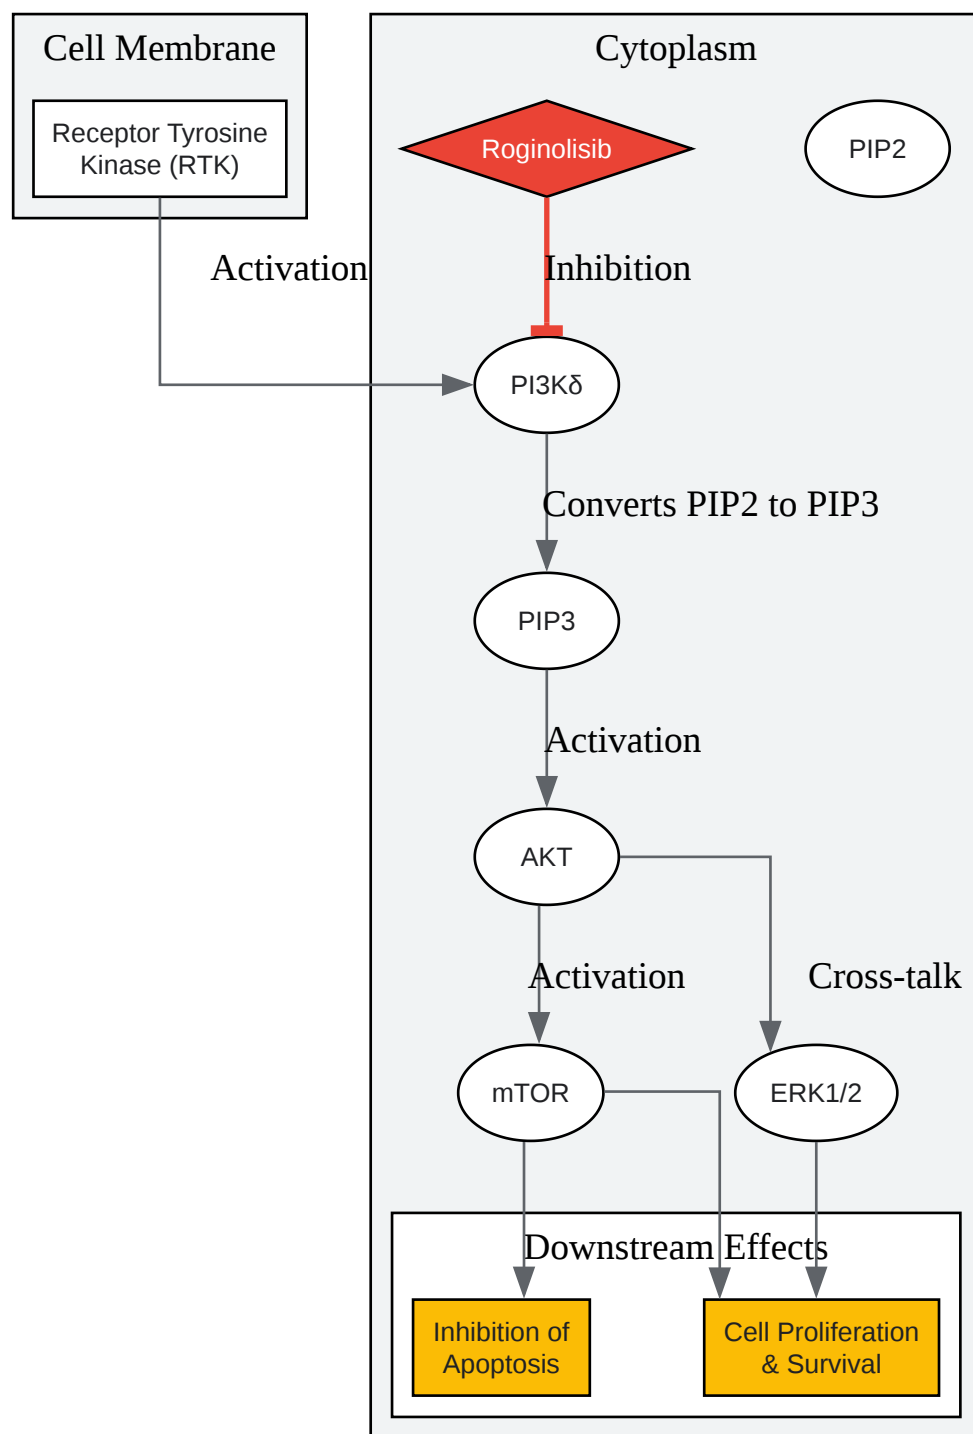 Cell Membrane
Receptor Tyrosine
Kinase (RTK)
Cytoplasm
Roginolisib
PIP2
Activation
Inhibition
PI3Kδ
Converts PIP2 to PIP3
PIP3
Activation
AKT
Activation
Cross-talk
mTOR
ERK1/2
Downstream Effects
Inhibition of
Apoptosis
Cell Proliferation
& Survival